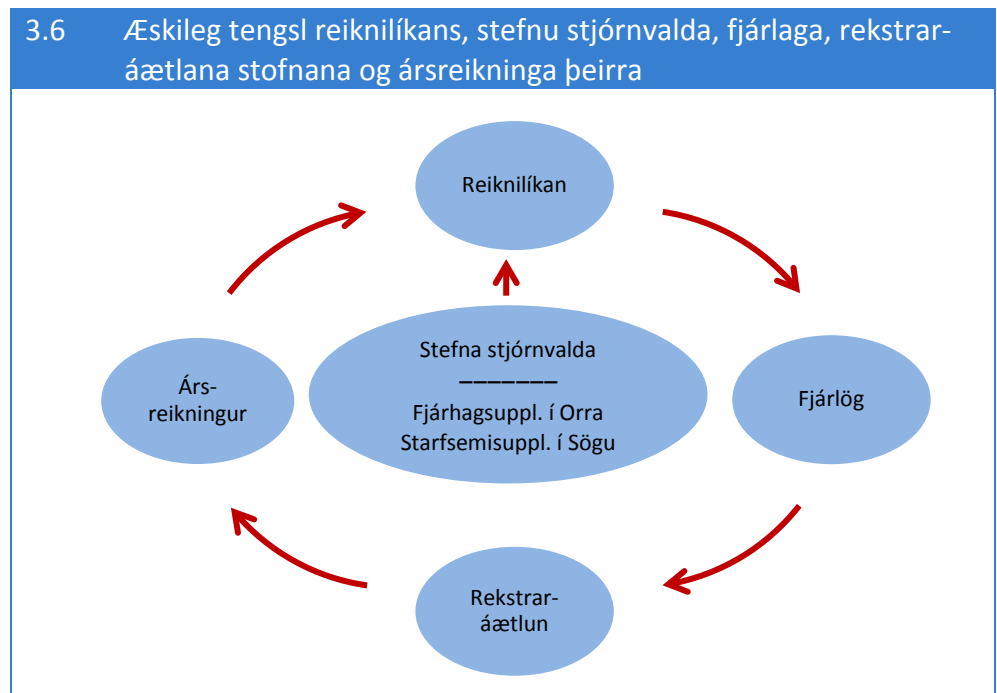 3.6 Æskileg tengsl reiknilíkans, stefnu stjórnvalda, fjárlaga, rekstrar-
áætlana stofnana og ársreikninga þeirra
Reiknilíkan
Stefna stjórnvalda
–––––––
Fjárhagsuppl. í Orra
Starfsemisuppl. í Sögu
Árs-
reikningur
Fjárlög
Rekstrar-
áætlun